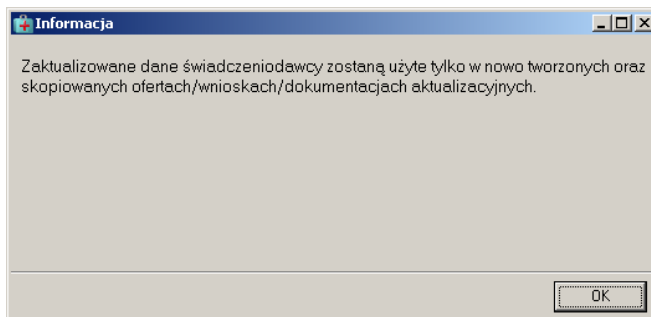 Informacja
Zaktualizowane dane świadczeniodawcy zostaną użyte tylko w nowo tworzonych oraz
skopiowanych ofertach/wnioskach/dokumentacjach aktualizacyjnych.
OK